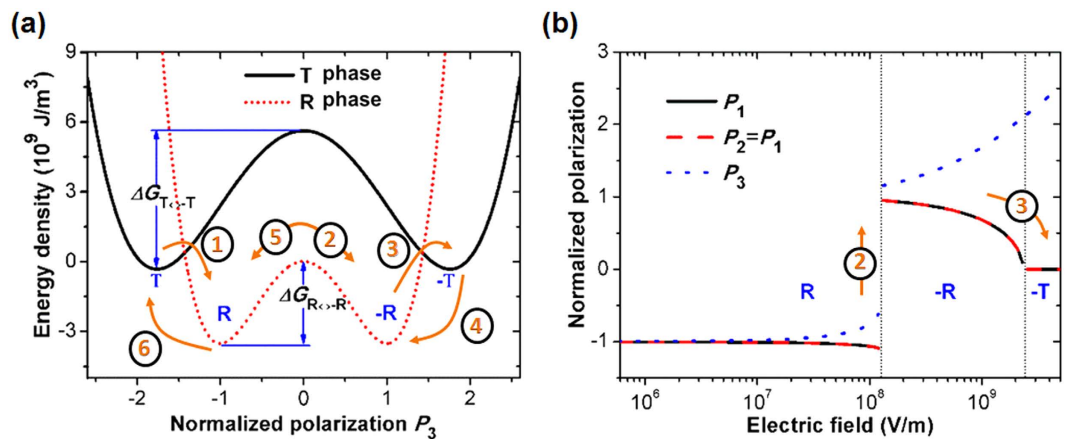 (a)
9
6
3
0
-3
Energy density (10⁹ J/m³)
T phase
R phase
ΔG_T<->-T
ΔG_R<->-R
1
5
2
3
T
-T
R
-R
6
4
-2 -1 0 1 2
Normalized polarization P₃
(b)
3
2
1
0
-1
Normalized polarization
P₁
P₂=P₁
P₃
3
2
R
-R
-T
10⁶ 10⁷ 10⁸ 10⁹
Electric field (V/m)